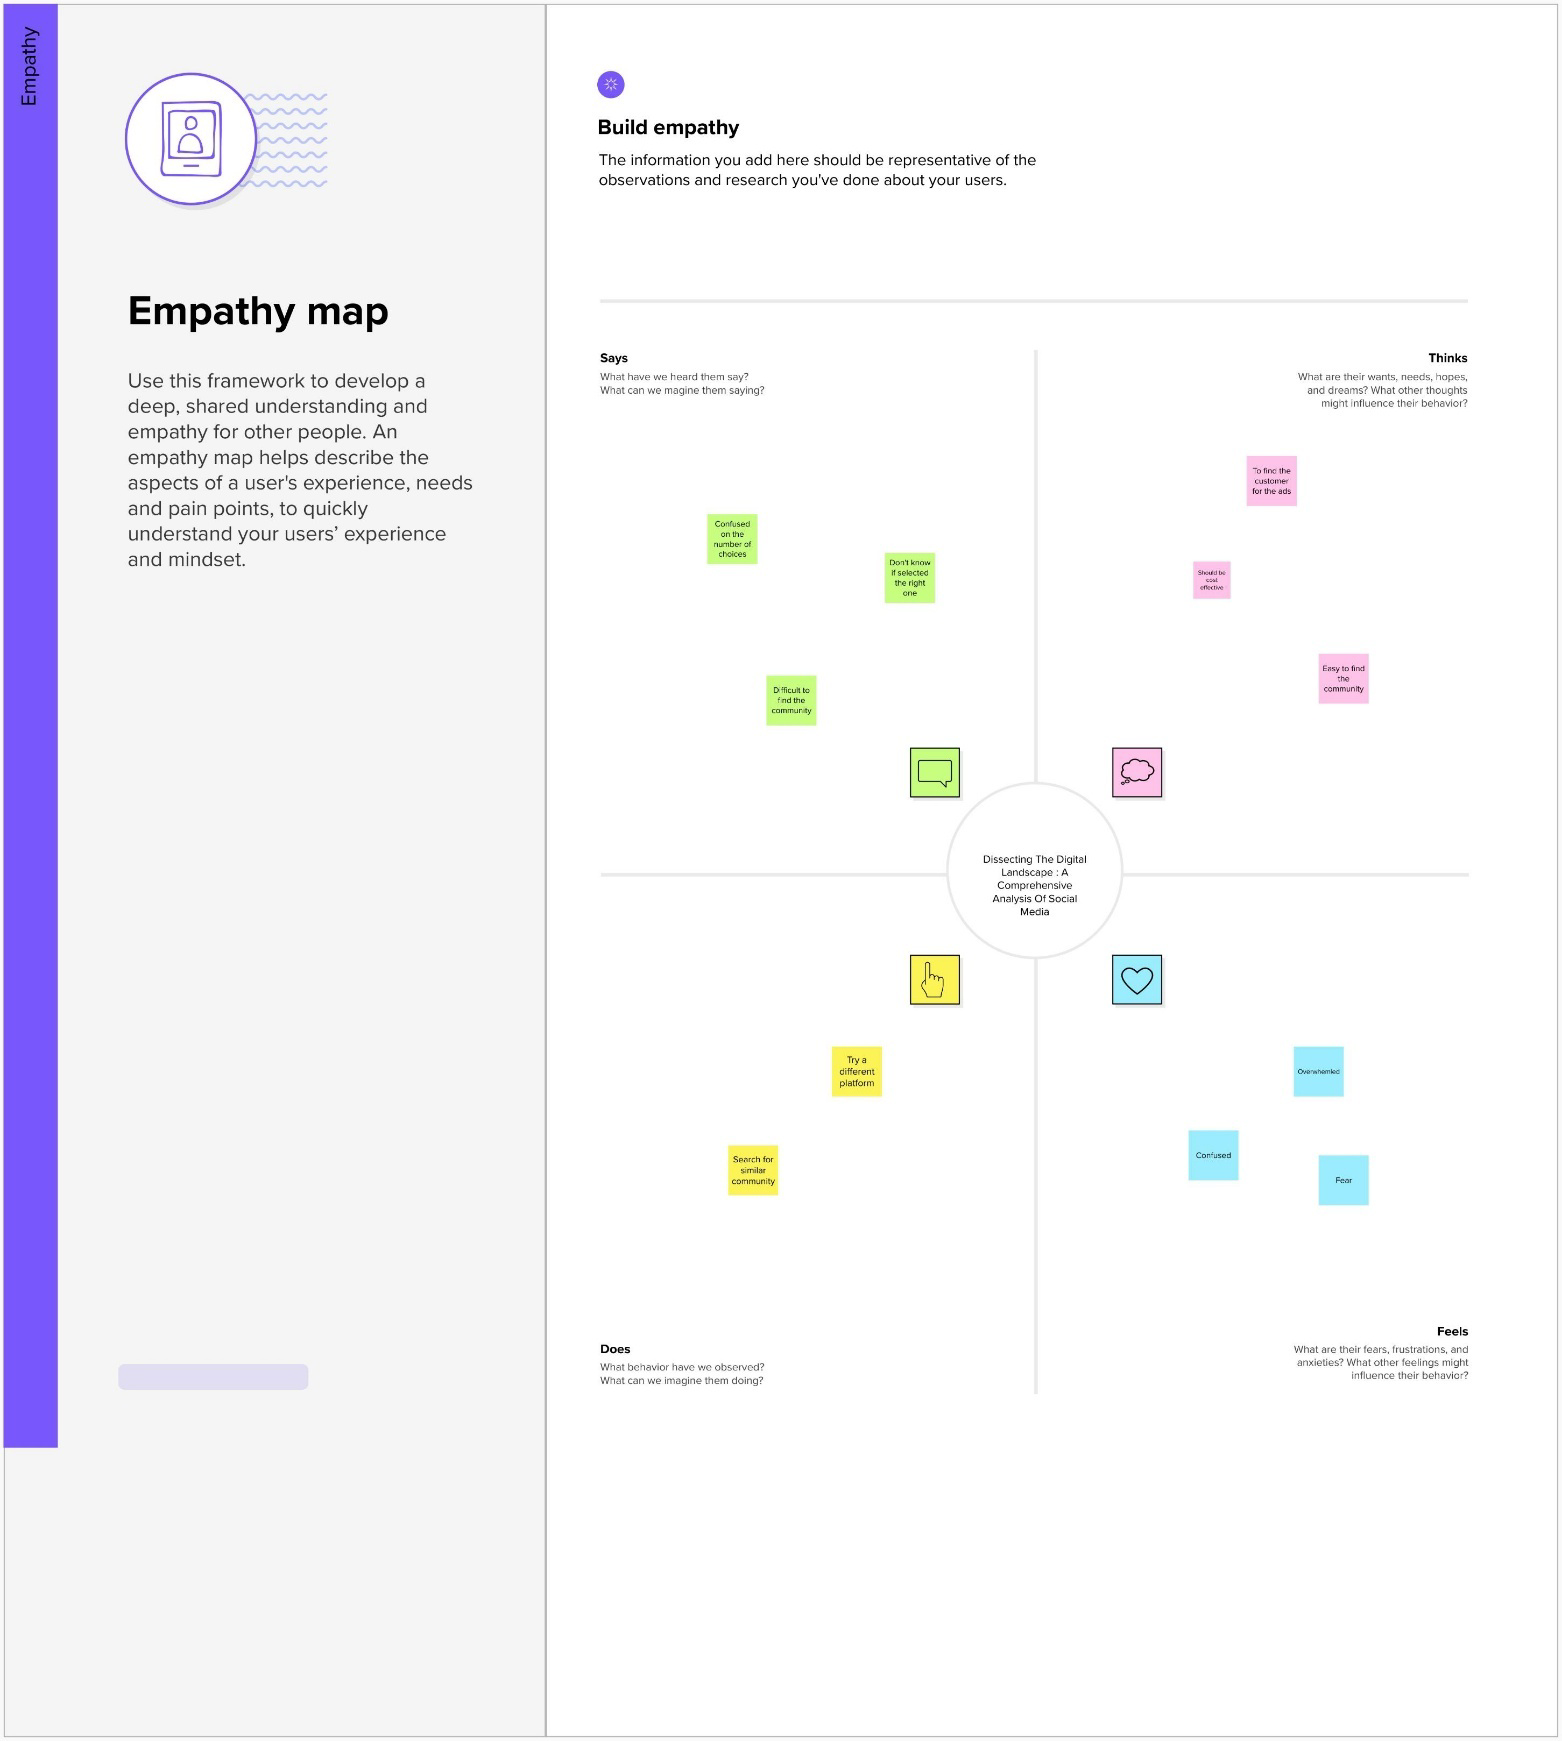 Empathy
Empathy map
Use this framework to develop a
deep, shared understanding and
empathy for other people. An
empathy map helps describe the
aspects of a user's experience, needs
and pain points, to quickly
understand your users’ experience
and mindset.
Build empathy
The information you add here should be representative of the
observations and research you've done about your users.
Says
What have we heard them say?
What can we magine them saying?
Thinks
What are their wants, needs, hopes,
and dreams? What other thoughts
might influence their behavior?
Confused
on the
number of
choices
Don't know
if selected
the right
one
Difficult to
find the
community
To find the
customer
for the ads
Should be
cost
effective
Easy to find
the
community
Dissecting The Digital
Landscape : A
Comprehensive
Analysis Of Social
Media
Try a
different
platform
Search for
similar
community
Overwhemled
Confused
Fear
Does
What behavior have we observed?
What can we imagine them doing?
Feels
What are their fears, frustrations, and
anxieties? What other feelings might
influence their behavior?